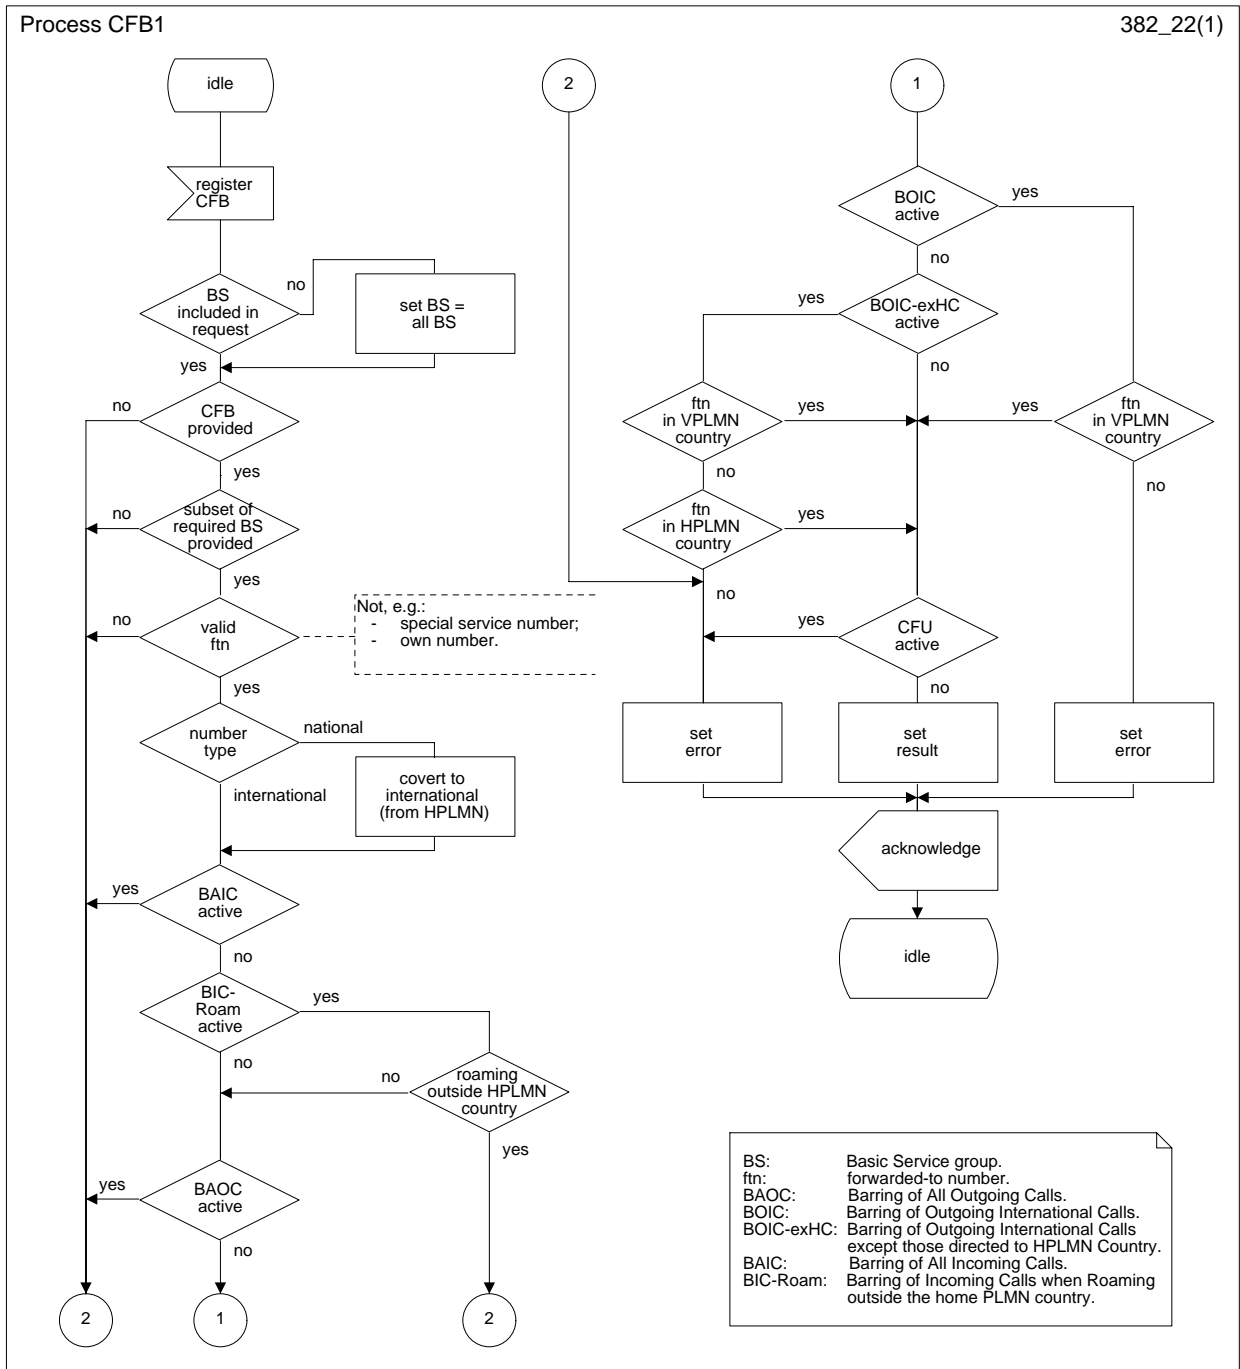 Process CFB1
382_22(1)
idle
2
1
register
CFB
BOIC
active
yes
no
BS
included in
request
no
set BS =
all BS
yes
yes
BOIC-exHC
active
no
no
CFB
provided
yes
ftn
in VPLMN
country
yes
no
yes
ftn
in VPLMN
country
no
no
subset of
required BS
provided
yes
ftn
in HPLMN
country
yes
no
no
valid
ftn
yes
Not, e.g.:
- special service number;
- own number.
yes
CFU
active
no
number
type
national
international
covert to
international
(from HPLMN)
set
error
set
result
set
error
acknowledge
idle
yes
BAIC
active
no
BIC-
Roam
active
yes
no
no
roaming
outside HPLMN
country
yes
yes
BAOC
active
no
2
1
2
BS: Basic Service group.
ftn: forwarded-to number.
BAOC: Barring of All Outgoing Calls.
BOIC: Barring of Outgoing International Calls.
BOIC-exHC: Barring of Outgoing International Calls
except those directed to HPLMN Country.
BAIC: Barring of All Incoming Calls.
BIC-Roam: Barring of Incoming Calls when Roaming
outside the home PLMN country.